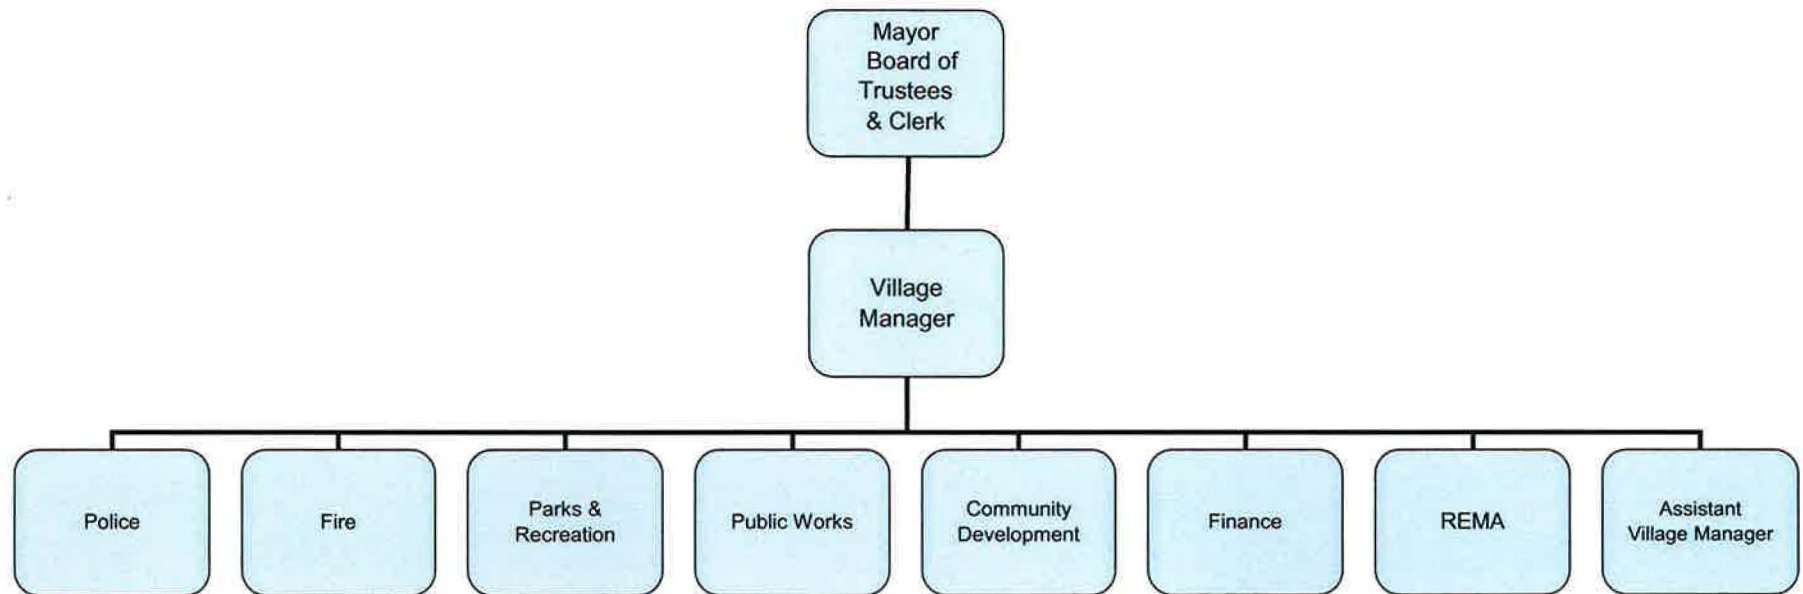 Mayor
Board of
Trustees
& Clerk
Village
Manager
Police
Fire
Parks &
Recreation
Public Works
Community
Development
Finance
REMA
Assistant
Village Manager